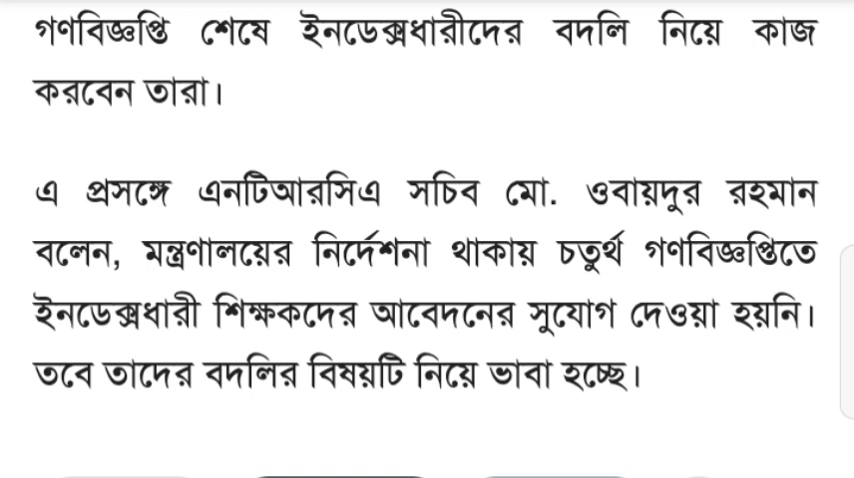 গণবিজ্ঞপ্তি শেষে ইনডেক্সধারীদের বদলি নিয়ে কাজ
করবেন তারা।
এ প্রসঙ্গে এনটিআরসিএ সচিব মো. ওবায়দুর রহমান
বলেন, মন্ত্রণালয়ের নির্দেশনা থাকায় চতুর্থ গণবিজ্ঞপ্তিতে
ইনডেক্সধারী শিক্ষকদের আবেদনের সুযোগ দেওয়া হয়নি।
তবে তাদের বদলির বিষয়টি নিয়ে ভাবা হচ্ছে।